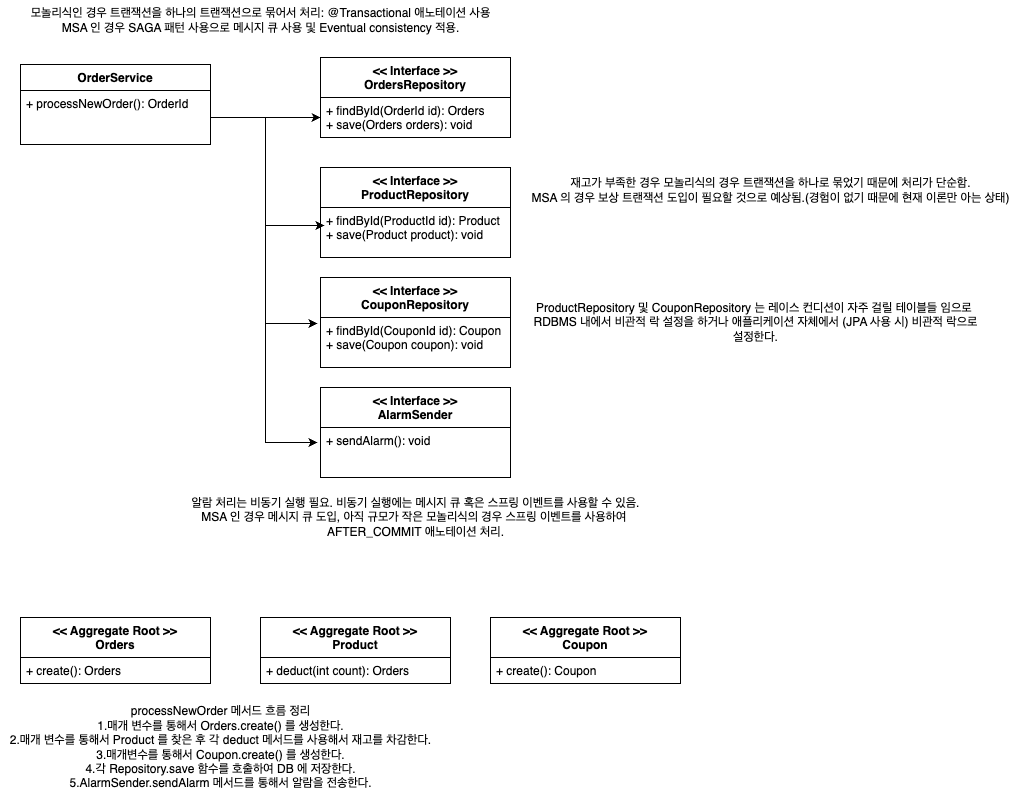 모놀리식인 경우 트랜잭션을 하나의 트랜잭션으로 묶어서 처리: @Transactional 애노테이션 사용
MSA 인 경우 SAGA 패턴 사용으로 메시지 큐 사용 및 Eventual consistency 적용.
OrderService
+ processNewOrder(): OrderId
<< Interface >>
OrdersRepository
+ findById(OrderId id): Orders
+ save(Orders orders): void
<< Interface >>
ProductRepository
+ findById(ProductId id): Product
+ save(Product product): void
재고가 부족한 경우 모놀리식의 경우 트랜잭션을 하나로 묶었기 때문에 처리가 단순함.
MSA 의 경우 보상 트랜잭션 도입이 필요할 것으로 예상됨.(경험이 없기 때문에 현재 이론만 아는 상태)
<< Interface >>
CouponRepository
+ findById(CouponId id): Coupon
+ save(Coupon coupon): void
ProductRepository 및 CouponRepository 는 레이스 컨디션이 자주 걸릴 테이블들 임으로
RDBMS 내에서 비관적 락 설정을 하거나 애플리케이션 자체에서 (JPA 사용 시) 비관적 락으로
설정한다.
<< Interface >>
AlarmSender
+ sendAlarm(): void
알람 처리는 비동기 실행 필요. 비동기 실행에는 메시지 큐 혹은 스프링 이벤트를 사용할 수 있음.
MSA 인 경우 메시지 큐 도입, 아직 규모가 작은 모놀리식의 경우 스프링 이벤트를 사용하여
AFTER_COMMIT 애노테이션 처리.
<< Aggregate Root >>
Orders
+ create(): Orders
<< Aggregate Root >>
Product
+ deduct(int count): Orders
<< Aggregate Root >>
Coupon
+ create(): Coupon
processNewOrder 메서드 흐름 정리
1.매개 변수를 통해서 Orders.create() 를 생성한다.
2.매개 변수를 통해서 Product 를 찾은 후 각 deduct 메서드를 사용해서 재고를 차감한다.
3.매개변수를 통해서 Coupon.create() 를 생성한다.
4.각 Repository.save 함수를 호출하여 DB 에 저장한다.
5.AlarmSender.sendAlarm 메서드를 통해서 알람을 전송한다.